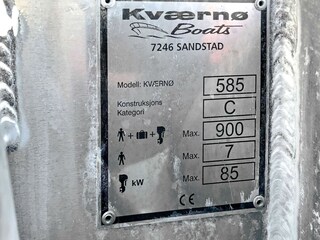 Kværnø
Boats
7246 SANDSTAD
Modell: KVÆRNØ 585
Konstruksjons Kategori C
+ + Max. 900
Max. 7
kW Max. 85
CE